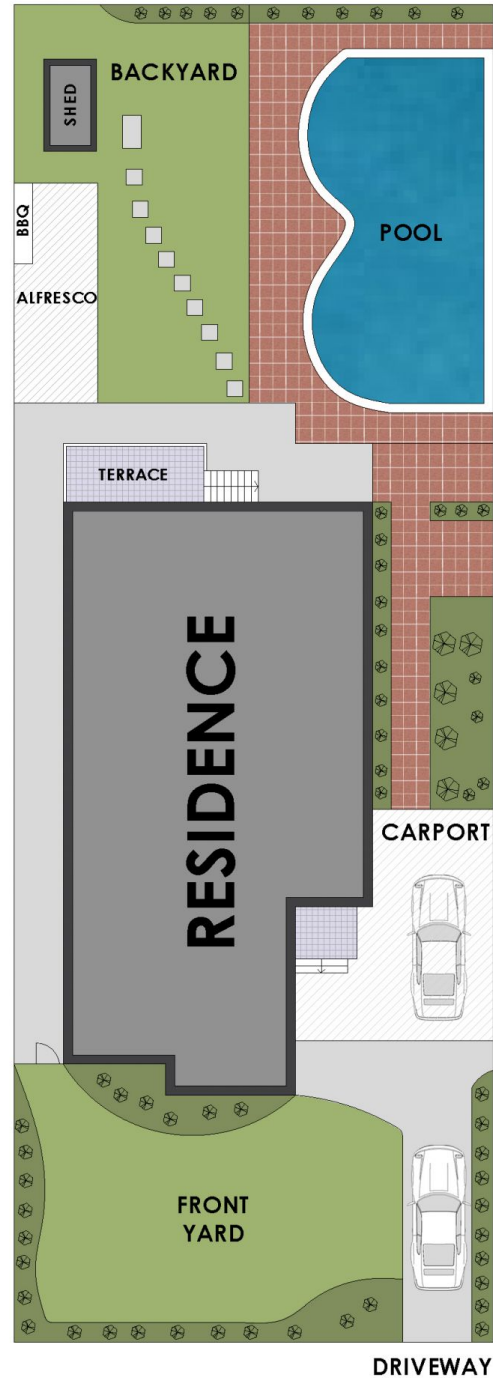 BACKYARD
SHED
BBQ
POOL
ALFRESCO
TERRACE
RESIDENCE
CARPORT
FRONT
YARD
DRIVEWAY